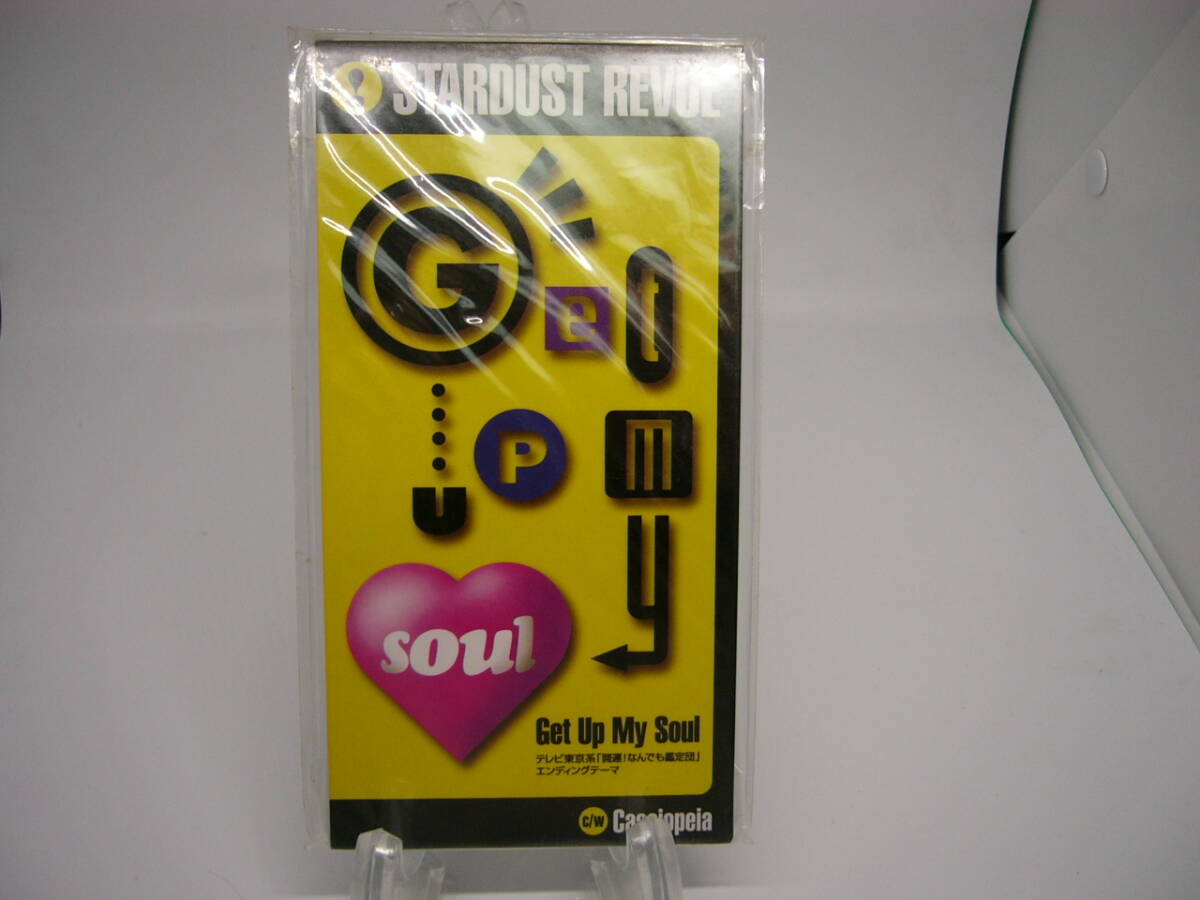 STARDUST REVUE
Get
uP my
soul
Get Up My Soul
テレビ東京系「開運!なんでも鑑定団」
エンディングテーマ
c/w Cassiopeia